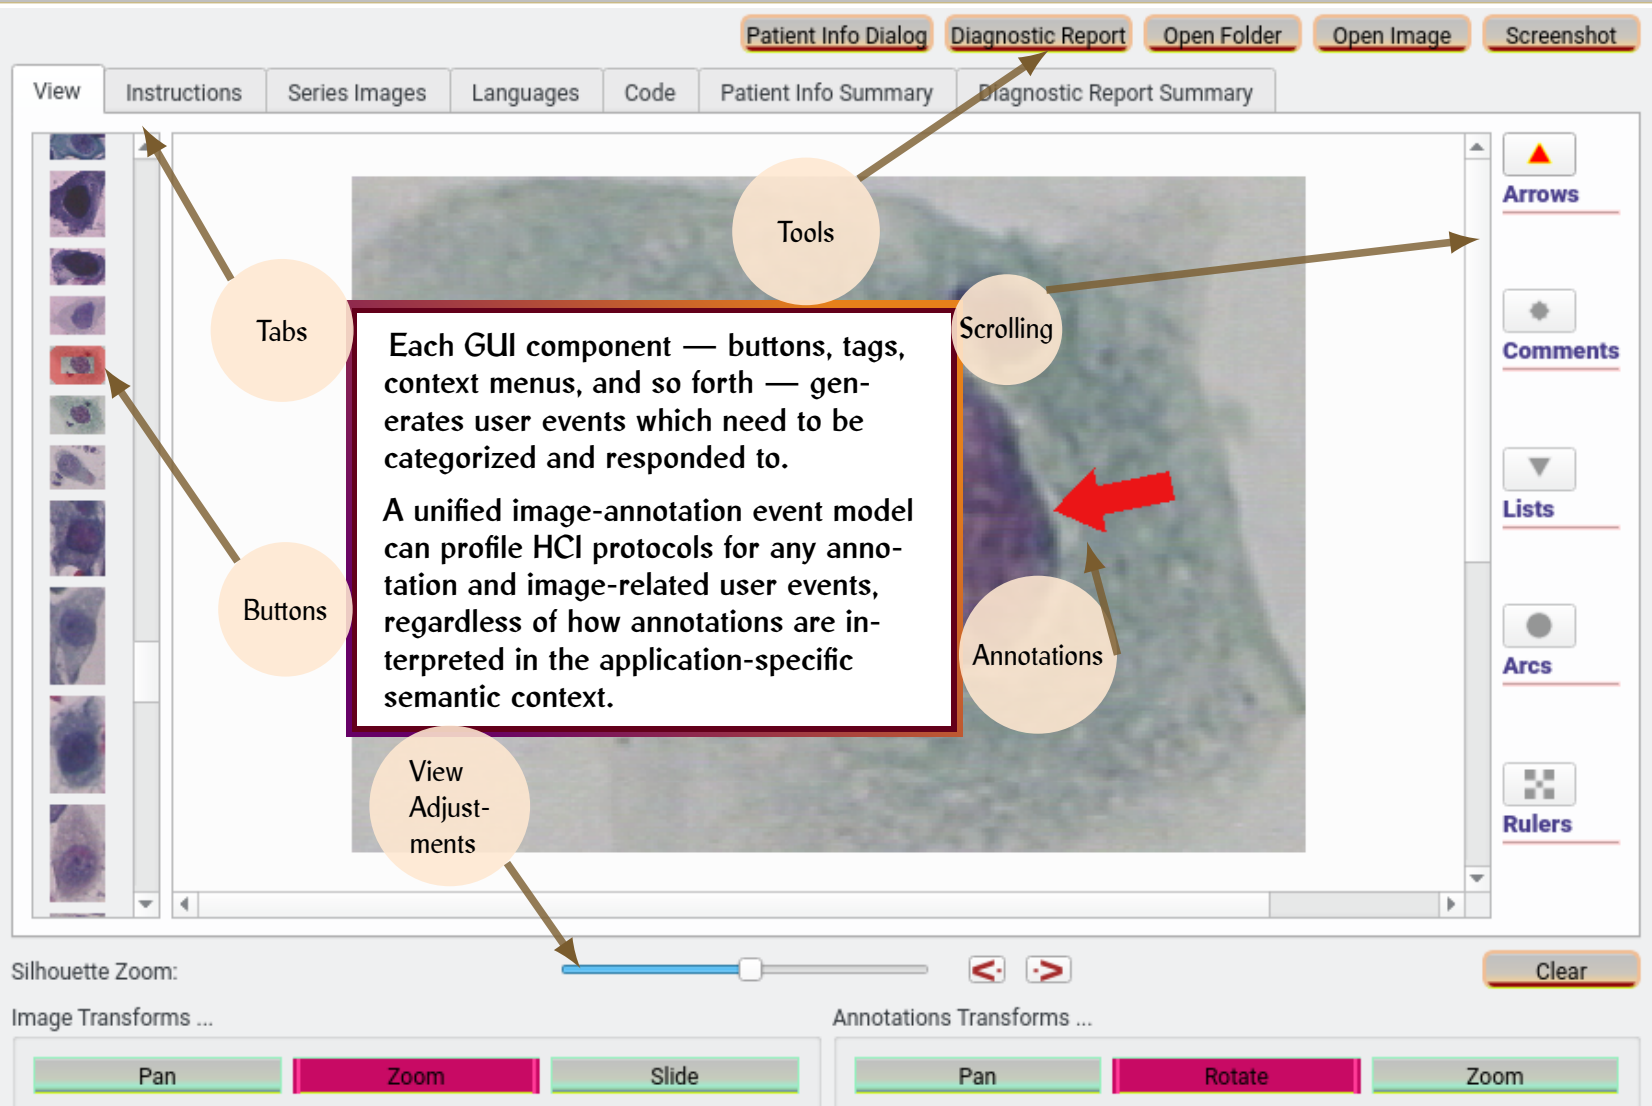 Patient Info Dialog
Diagnostic Report
Open Folder
Open Image
Screenshot
View
Instructions
Series Images
Languages
Code
Patient Info Summary
Diagnostic Report Summary
Arrows
Tools
Tabs
Scrolling
Each GUI component — buttons, tags,
context menus, and so forth — gen-
erates user events which need to be
categorized and responded to.
A unified image-annotation event model
can profile HCI protocols for any anno-
tation and image-related user events,
regardless of how annotations are in-
terpreted in the application-specific
semantic context.
Comments
Lists
Buttons
Annotations
Arcs
View
Adjust-
ments
Rulers
Silhouette Zoom:
<·
·>
Clear
Image Transforms ...
Annotations Transforms ...
Pan
Zoom
Slide
Pan
Rotate
Zoom